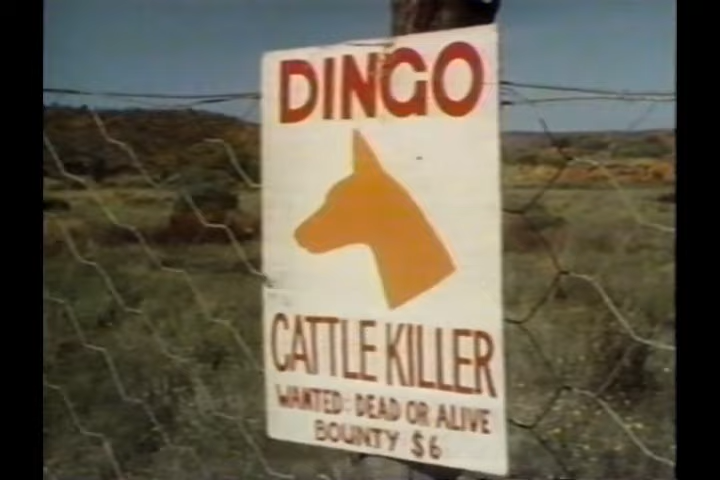 DINGO
CATTLE KILLER
WANTED: DEAD OR ALIVE
BOUNTY $6